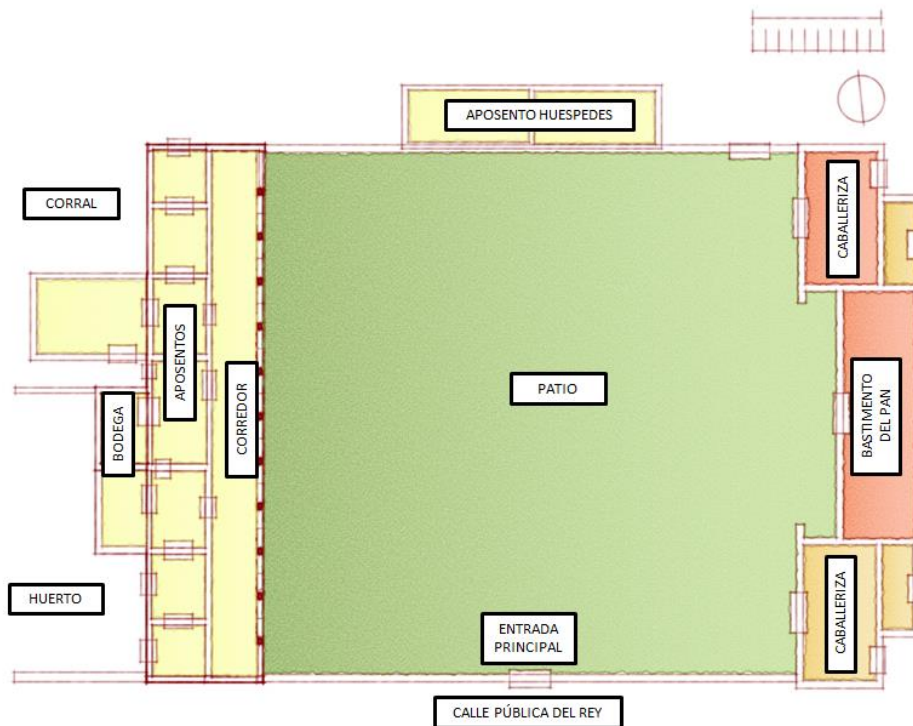 APOSENTO HUESPEDES
CORRAL
CABALLERIZA
APOSENTOS
CORREDOR
BODEGA
PATIO
BASTIMENTO
DEL PAN
HUERTO
ENTRADA
PRINCIPAL
CABALLERIZA
CALLE PÚBLICA DEL REY